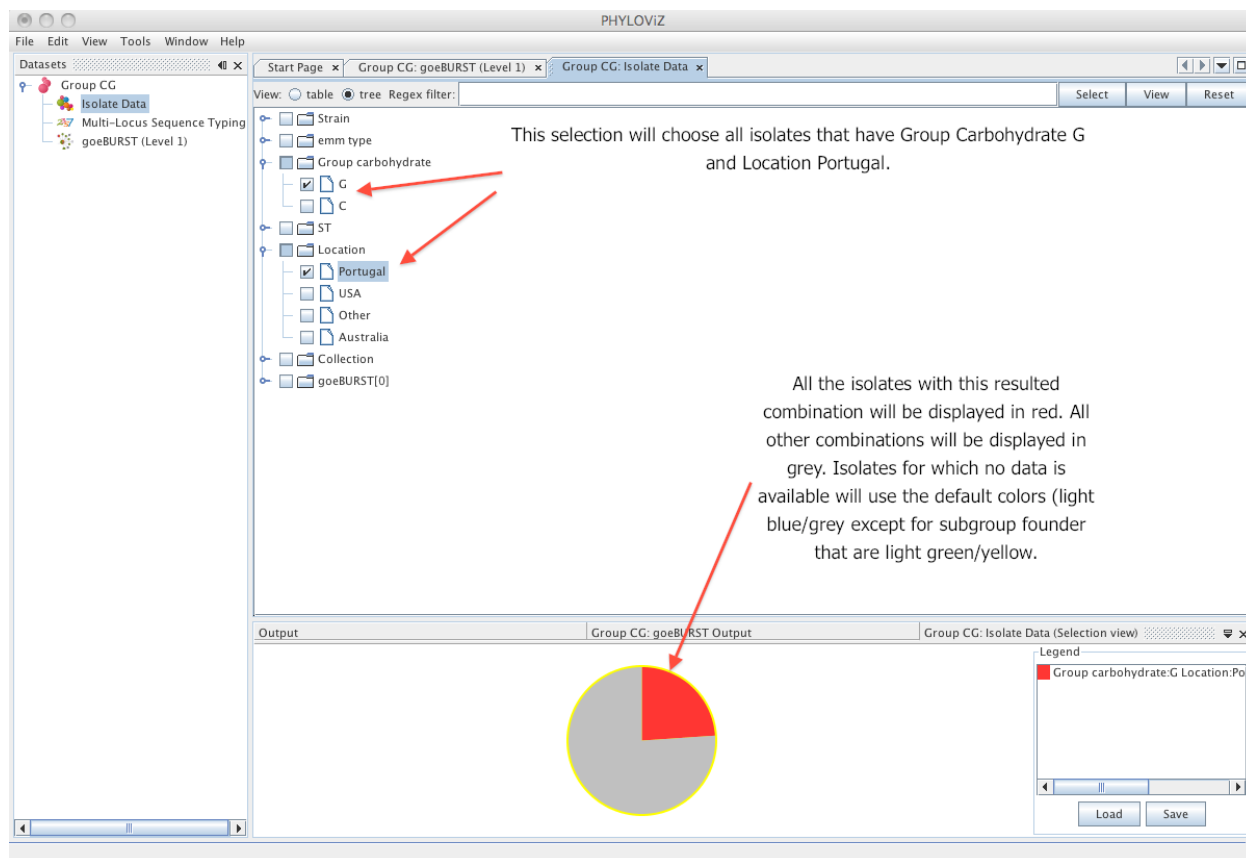 PHYLOViZ
File Edit View Tools Window Help
Datasets
Group CG
Isolate Data
Multi-Locus Sequence Typing
goeBURST (Level 1)
Start Page × Group CG: goeBURST (Level 1) × Group CG: Isolate Data ×
View: table tree Regex filter: Select View Reset
Strain
emm type
Group carbohydrate
G
C
ST
Location
Portugal
USA
Other
Australia
Collection
goeBURST[0]
This selection will choose all isolates that have Group Carbohydrate G
and Location Portugal.
All the isolates with this resulted
combination will be displayed in red. All
other combinations will be displayed in
grey. Isolates for which no data is
available will use the default colors (light
blue/grey except for subgroup founder
that are light green/yellow.
Output Group CG: goeBURST Output Group CG: Isolate Data (Selection view)
Legend
Group carbohydrate:G Location:Po
Load Save